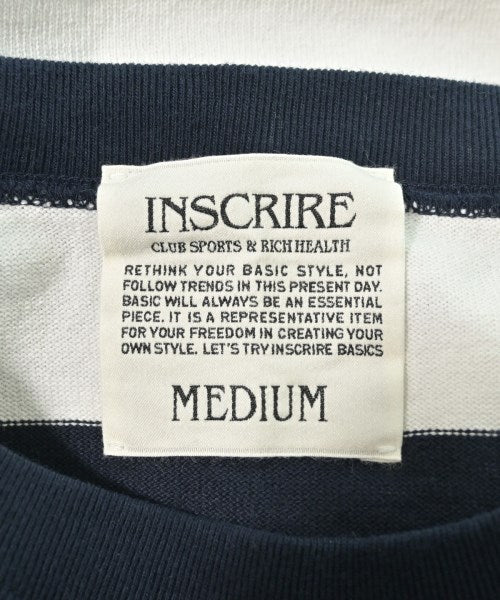 INSCRIRE
CLUB SPORTS & RICH HEALTH
RETHINK YOUR BASIC STYLE, NOT
FOLLOW TRENDS IN THIS PRESENT DAY.
BASIC WILL ALWAYS BE AN ESSENTIAL
PIECE. IT IS A REPRESENTATIVE ITEM
FOR YOUR FREEDOM IN CREATING YOUR
OWN STYLE. LET'S TRY INSCRIRE BASICS
MEDIUM